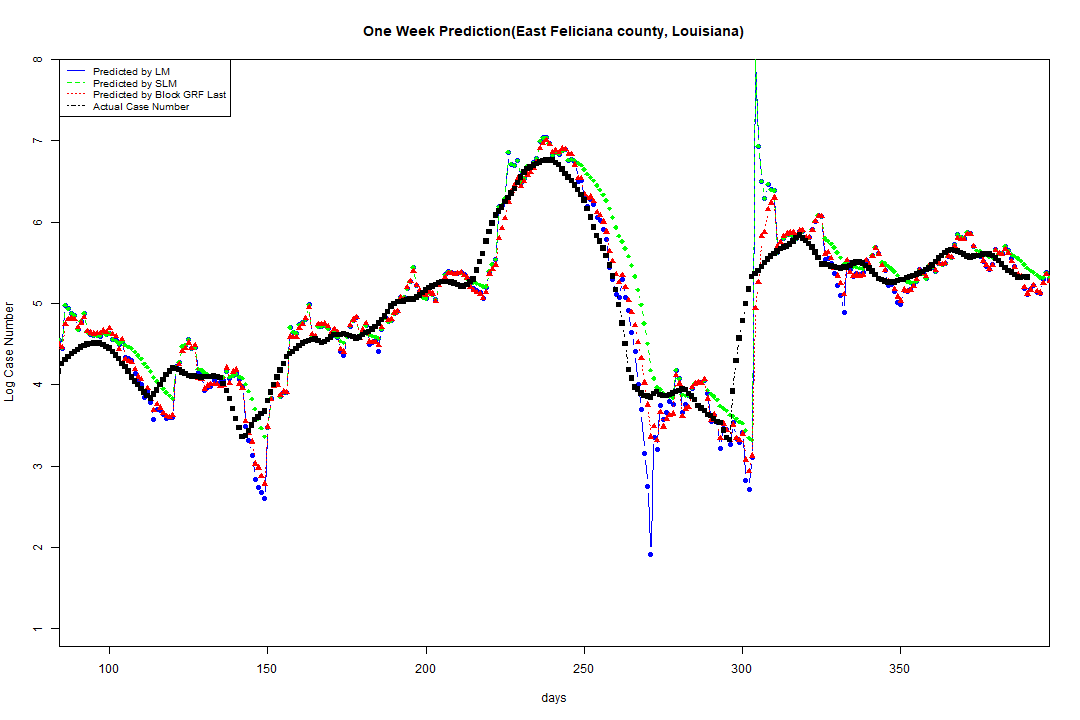 One Week Prediction(East Feliciana county, Louisiana)
Predicted by LM
Predicted by SLM
Predicted by Block GRF Last
Actual Case Number
8
7
6
5
4
3
2
1
Log Case Number
100 150 200 250 300 350
days